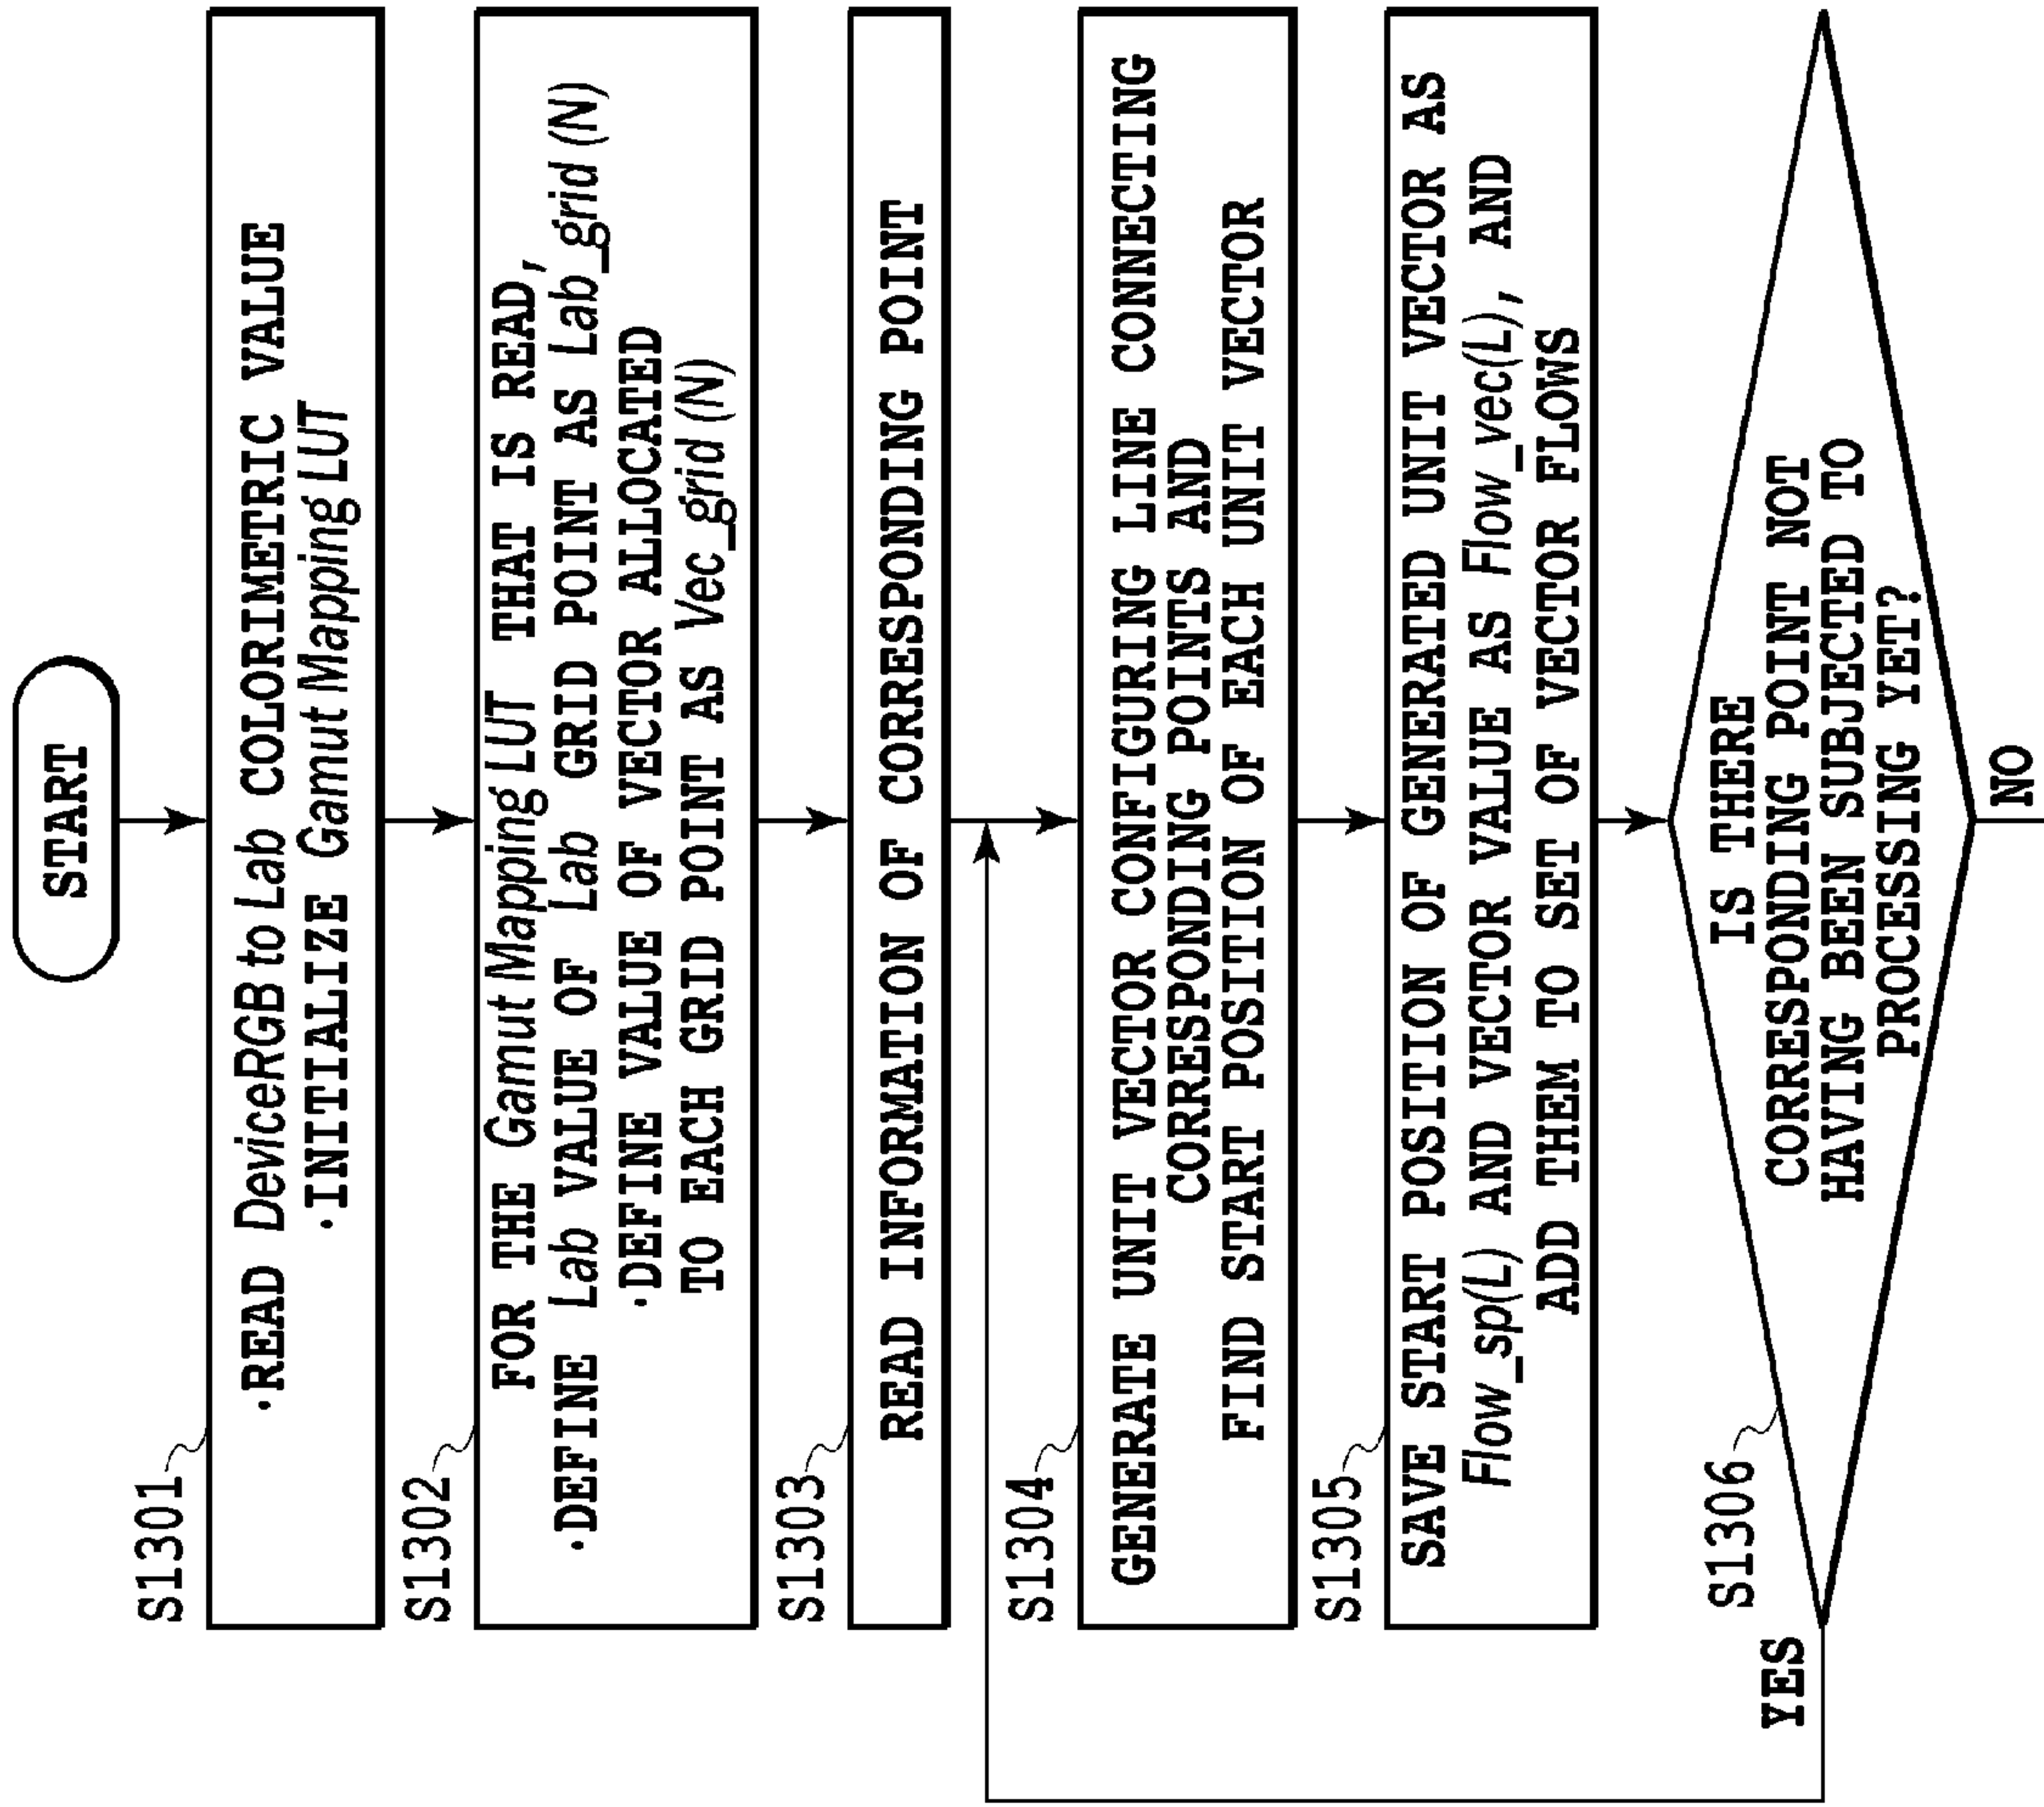 START
S1301
·READ DeviceRGB to Lab COLORIMETRIC VALUE
·INITIALIZE Gamut Mapping LUT
S1302
FOR THE Gamut Mapping LUT THAT IS READ,
·DEFINE Lab VALUE OF Lab GRID POINT AS Lab_grid (N)
·DEFINE VALUE OF VECTOR ALLOCATED
TO EACH GRID POINT AS Vec_grid (N)
S1303
READ INFORMATION OF CORRESPONDING POINT
S1304
GENERATE UNIT VECTOR CONFIGURING LINE CONNECTING
CORRESPONDING POINTS AND
FIND START POSITION OF EACH UNIT VECTOR
S1305
SAVE START POSITION OF GENERATED UNIT VECTOR AS
Flow_sp(L) AND VECTOR VALUE AS Flow_vec(L), AND
ADD THEM TO SET OF VECTOR FLOWS
S1306
IS THERE
CORRESPONDING POINT NOT
HAVING BEEN SUBJECTED TO
PROCESSING YET?
YES
NO